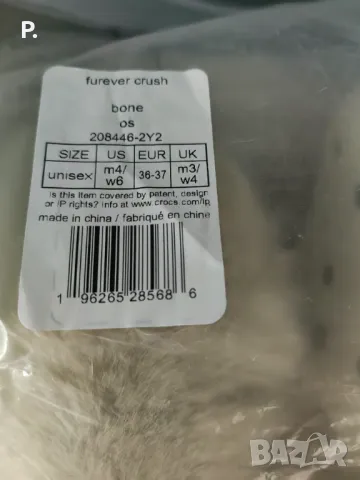 P.
furever crush
bone
os
208446-2Y2
SIZE US EUR UK
unisex m4/w6 36-37 m3/w4
is this item covered by patent, design
or IP rights? info at www.crocs.com/ip
made in china / fabriqué en chine
1 96265 28568 6
BAZAR
bg